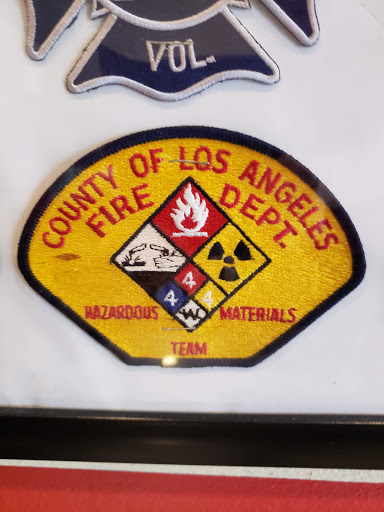 VOL.
COUNTY OF LOS ANGELES
FIRE DEPT.
4
4 4
W
HAZARDOUS MATERIALS
TEAM